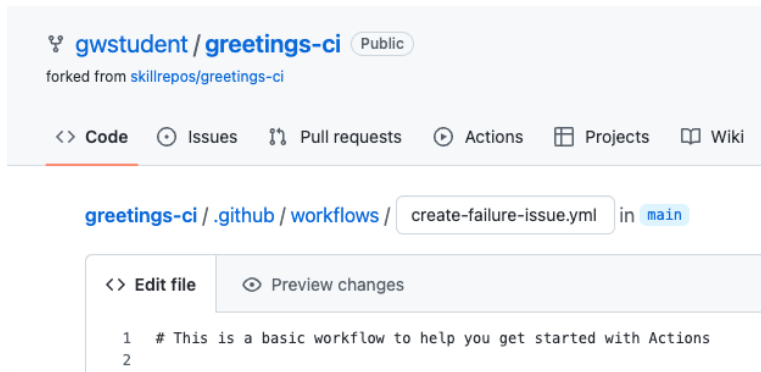 gwstudent / greetings-ci Public
forked from skillrepos/greetings-ci
<> Code Issues Pull requests Actions Projects Wiki
greetings-ci / .github / workflows / create-failure-issue.yml in main
<> Edit file Preview changes
1 # This is a basic workflow to help you get started with Actions
2